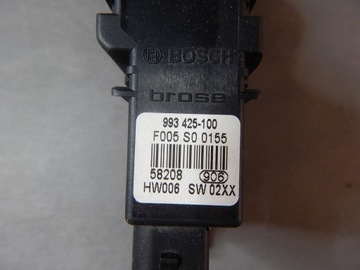 BOSCH
brose
993 425-100
F005 S0 0155
58208 906
HW006 SW 02XX